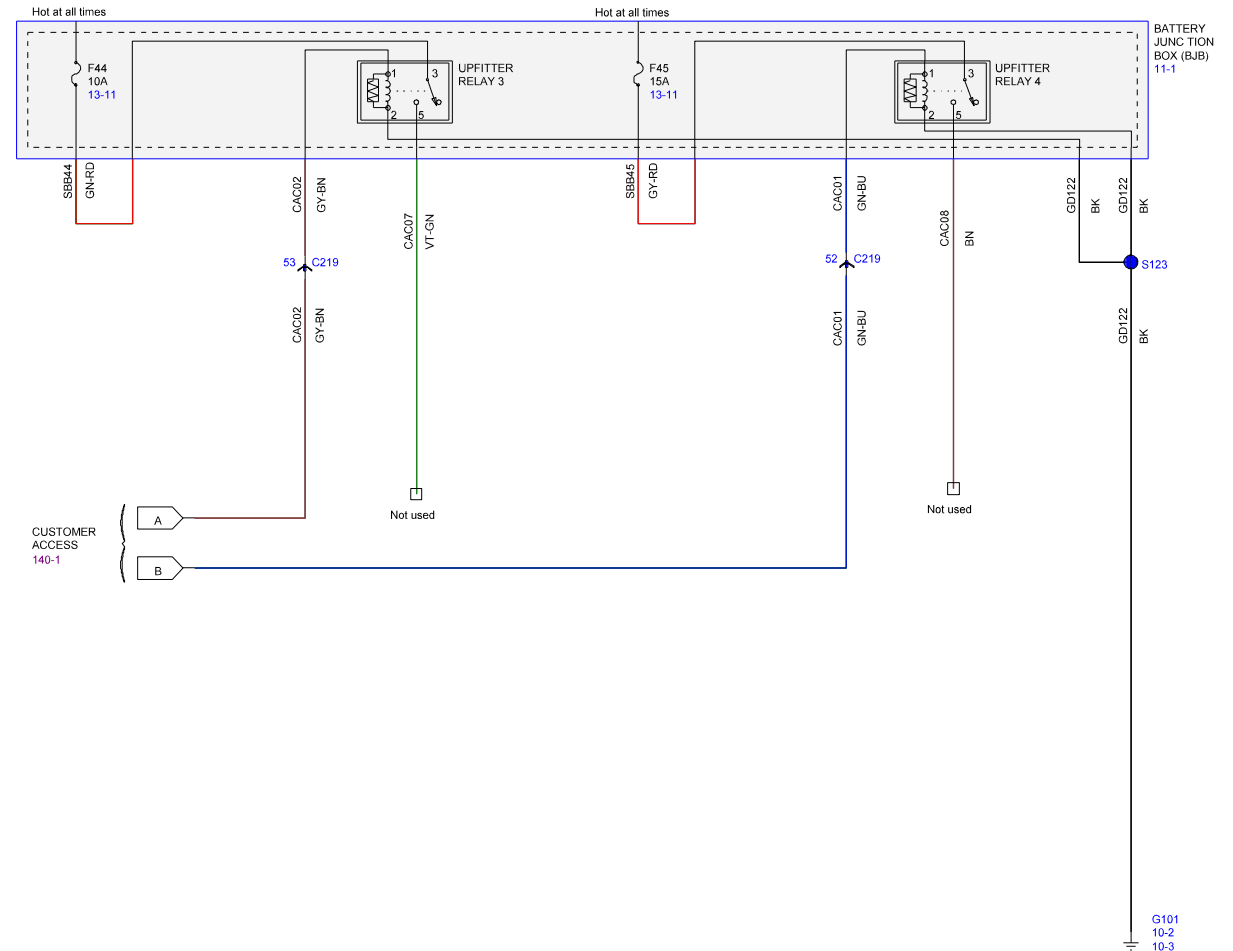 Hot at all times
Hot at all times
BATTERY
JUNC TION
BOX (BJB)
11-1
F44
10A
13-11
1
3
2
5
UPFITTER
RELAY 3
F45
15A
13-11
1
3
2
5
UPFITTER
RELAY 4
SBB44
GN-RD
CAC02
GY-BN
CAC07
VT-GN
SBB45
GY-RD
CAC01
GN-BU
CAC08
BN
GD122
BK
GD122
BK
53
C219
52
C219
S123
CAC02
GY-BN
CAC01
GN-BU
GD122
BK
Not used
Not used
CUSTOMER
ACCESS
140-1
A
B
G101
10-2
10-3